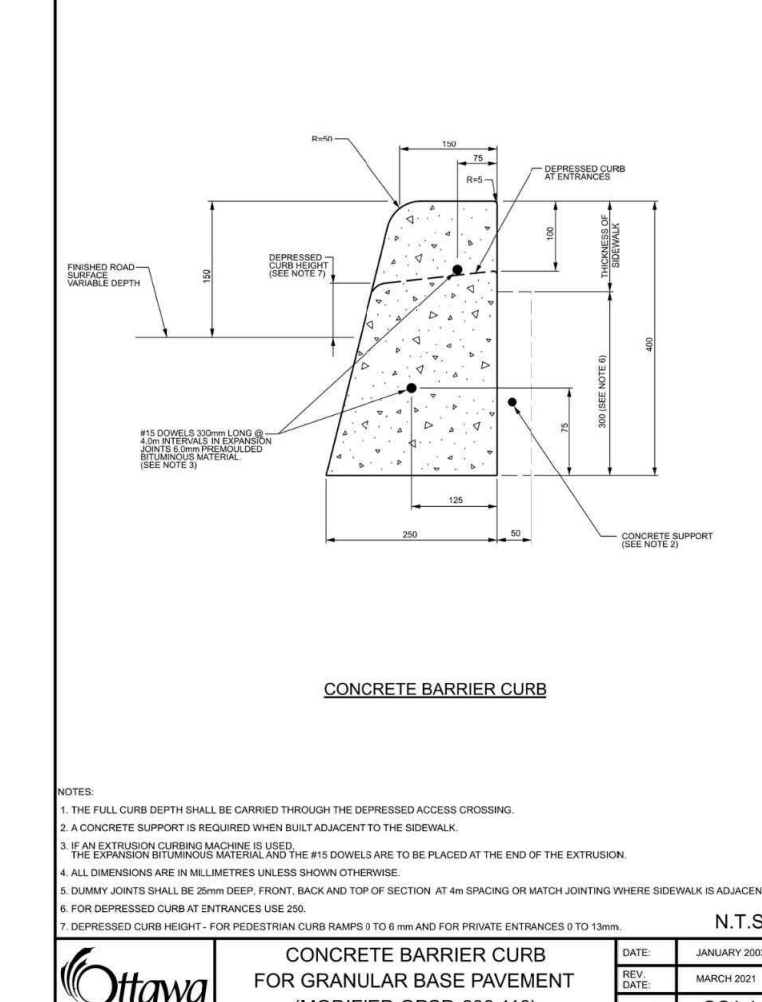 R=50
150
75
R=5
DEPRESSED CURB
AT ENTRANCES
FINISHED ROAD
SURFACE
VARIABLE DEPTH
150
DEPRESSED
CURB HEIGHT
(SEE NOTE 7)
100
THICKNESS OF
SIDEWALK
400
300 (SEE NOTE 6)
75
#15 DOWELS 330mm LONG @
4.0m INTERVALS IN EXPANSION
JOINTS 6.0mm PREMOULDED
BITUMINOUS MATERIAL.
(SEE NOTE 3)
125
250
50
CONCRETE SUPPORT
(SEE NOTE 2)
CONCRETE BARRIER CURB
NOTES:
1. THE FULL CURB DEPTH SHALL BE CARRIED THROUGH THE DEPRESSED ACCESS CROSSING.
2. A CONCRETE SUPPORT IS REQUIRED WHEN BUILT ADJACENT TO THE SIDEWALK.
3. IF AN EXTRUSION CURBING MACHINE IS USED,
THE EXPANSION BITUMINOUS MATERIAL AND THE #15 DOWELS ARE TO BE PLACED AT THE END OF THE EXTRUSION.
4. ALL DIMENSIONS ARE IN MILLIMETRES UNLESS SHOWN OTHERWISE.
5. DUMMY JOINTS SHALL BE 25mm DEEP, FRONT, BACK AND TOP OF SECTION AT 4m SPACING OR MATCH JOINTING WHERE SIDEWALK IS ADJACEN
6. FOR DEPRESSED CURB AT ENTRANCES USE 250.
7. DEPRESSED CURB HEIGHT - FOR PEDESTRIAN CURB RAMPS 0 TO 6 mm AND FOR PRIVATE ENTRANCES 0 TO 13mm.
N.T.S
Ottawa
CONCRETE BARRIER CURB
FOR GRANULAR BASE PAVEMENT
DATE:
JANUARY 200
REV.
DATE:
MARCH 2021